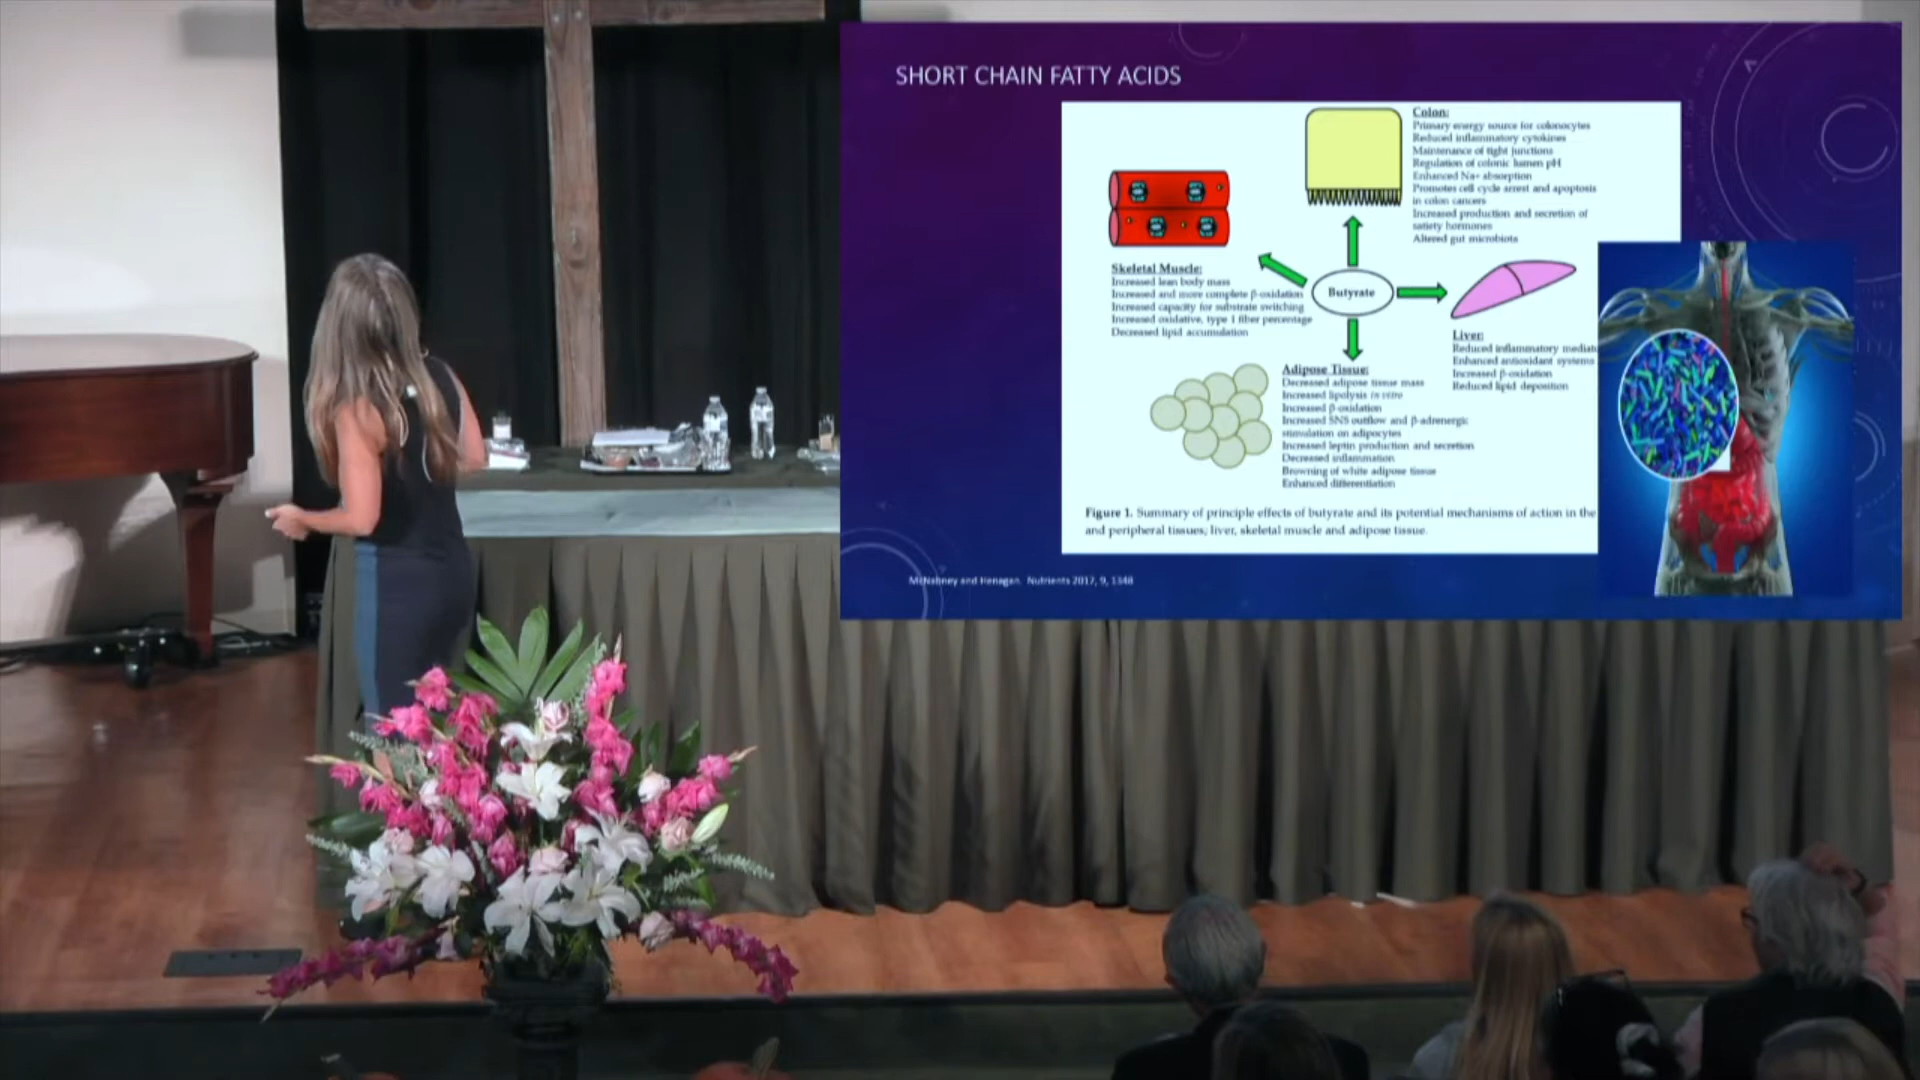 SHORT CHAIN FATTY ACIDS
Colon:
Primary energy source for colonocytes
Reduced inflammatory cytokines
Maintenance of tight junctions
Regulation of colonic lumen pH
Enhanced Na+ absorption
Promotes cell cycle arrest and apoptosis
in colon cancers
Increased production and secretion of
satiety hormones
Altered gut microbiota
Skeletal Muscle:
Increased lean body mass
Increased and more complete β-oxidation
Increased capacity for substrate switching
Increased oxidative, type 1 fiber percentage
Decreased lipid accumulation
Butyrate
Liver:
Reduced inflammatory mediat
Enhanced antioxidant systems
Increased β-oxidation
Reduced lipid deposition
Adipose Tissue:
Decreased adipose tissue mass
Increased lipolysis in vitro
Increased β-oxidation
Increased SNS outflow and β-adrenergic
stimulation on adipocytes
Increased leptin production and secretion
Decreased inflammation
Browning of white adipose tissue
Enhanced differentiation
Figure 1. Summary of principle effects of butyrate and its potential mechanisms of action in the
and peripheral tissues; liver, skeletal muscle and adipose tissue.
McNabney and Henagan. Nutrients 2017, 9, 1348